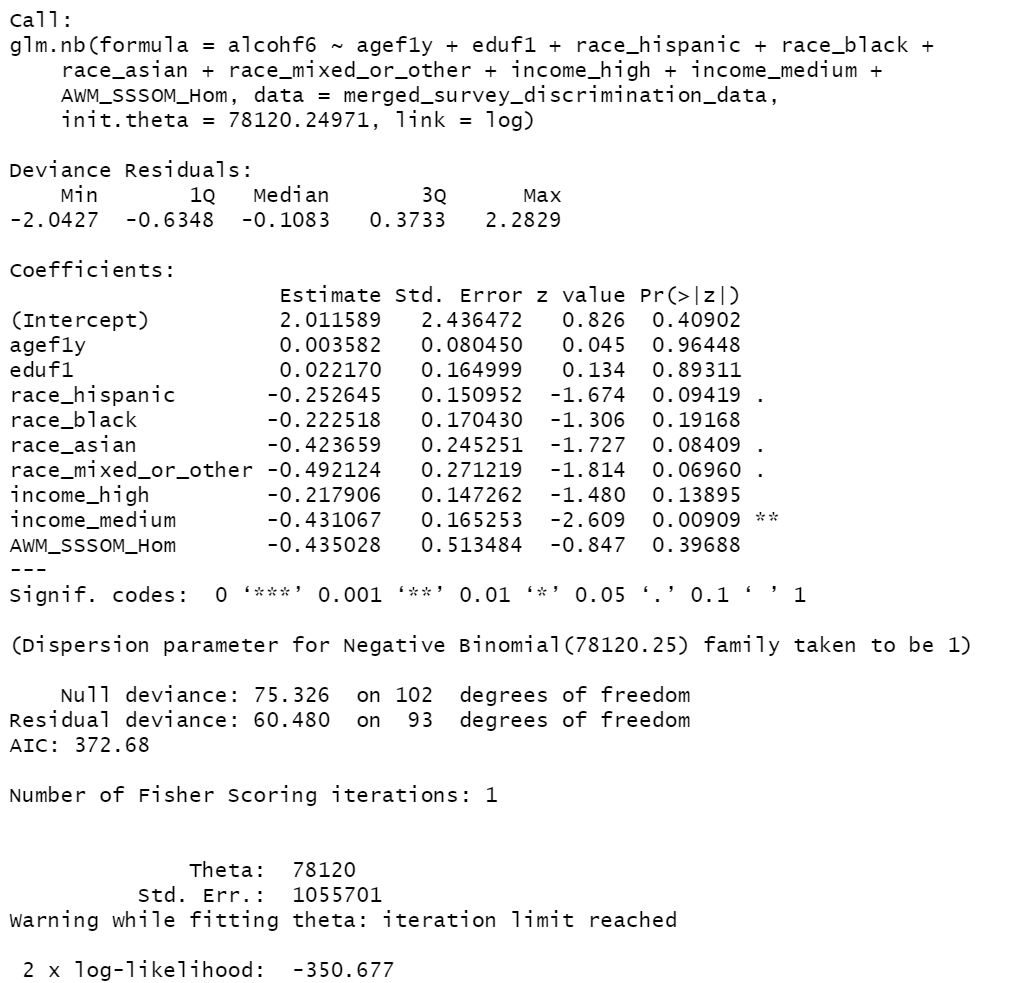 Call:
glm.nb(formula = alcohf6 ~ agef1y + eduf1 + race_hispanic + race_black +
    race_asian + race_mixed_or_other + income_high + income_medium +
    AWM_SSSOM_Hom, data = merged_survey_discrimination_data,
    init.theta = 78120.24971, link = log)

Deviance Residuals:
    Min       1Q   Median       3Q      Max
-2.0427  -0.6348  -0.1083   0.3733   2.2829

Coefficients:
                     Estimate Std. Error z value Pr(>|z|)
(Intercept)          2.011589   2.436472   0.826  0.40902
agef1y               0.003582   0.080450   0.045  0.96448
eduf1                0.022170   0.164999   0.134  0.89311
race_hispanic       -0.252645   0.150952  -1.674  0.09419 .
race_black          -0.222518   0.170430  -1.306  0.19168
race_asian          -0.423659   0.245251  -1.727  0.08409 .
race_mixed_or_other -0.492124   0.271219  -1.814  0.06960 .
income_high         -0.217906   0.147262  -1.480  0.13895
income_medium       -0.431067   0.165253  -2.609  0.00909 **
AWM_SSSOM_Hom       -0.435028   0.513484  -0.847  0.39688
---
Signif. codes:  0 ‘***’ 0.001 ‘**’ 0.01 ‘*’ 0.05 ‘.’ 0.1 ‘ ’ 1

(Dispersion parameter for Negative Binomial(78120.25) family taken to be 1)

    Null deviance: 75.326  on 102  degrees of freedom
Residual deviance: 60.480  on  93  degrees of freedom
AIC: 372.68

Number of Fisher Scoring iterations: 1


              Theta:  78120
          Std. Err.:  1055701
Warning while fitting theta: iteration limit reached

 2 x log-likelihood:  -350.677